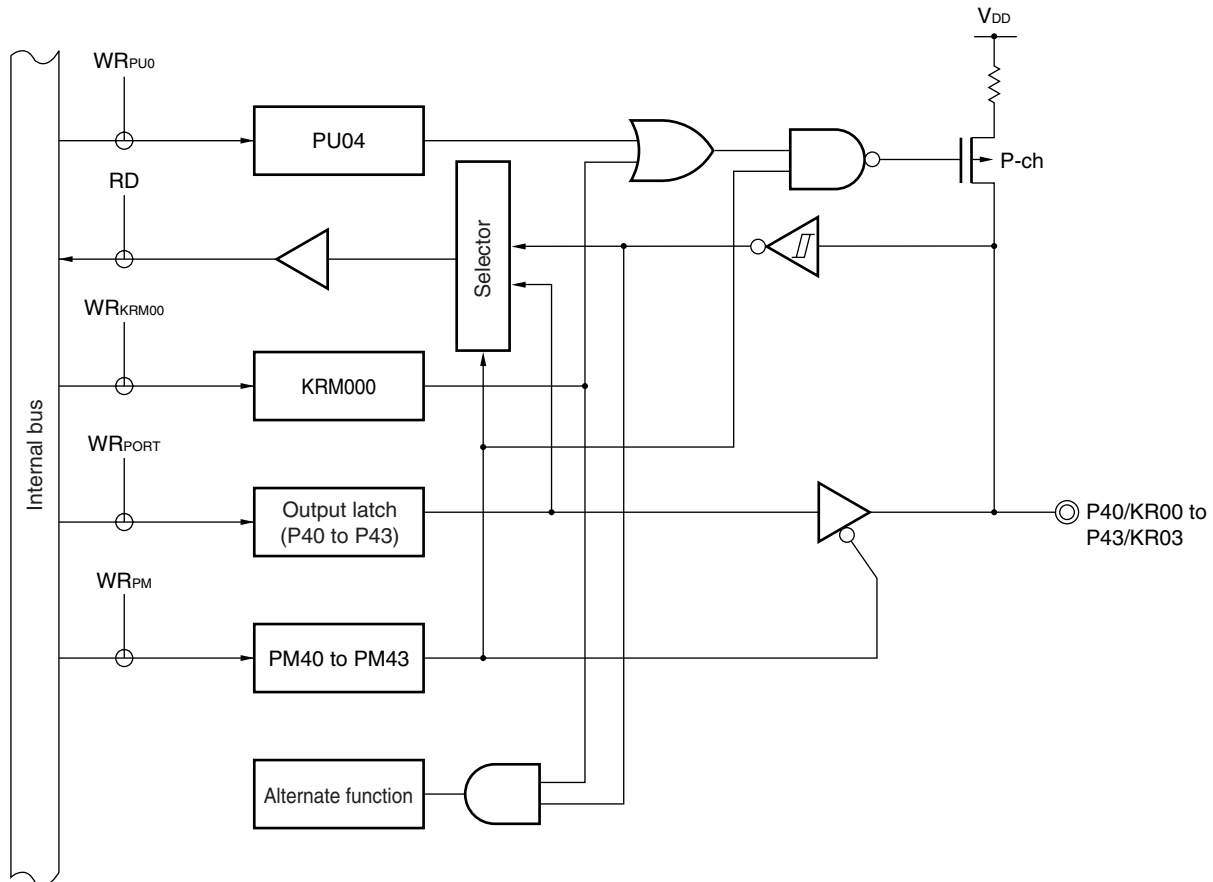 VDD
WRPU0
PU04
P-ch
RD
Selector
WRKRM00
KRM000
Internal bus
WRPORT
Output latch
(P40 to P43)
P40/KR00 to
P43/KR03
WRPM
PM40 to PM43
Alternate function